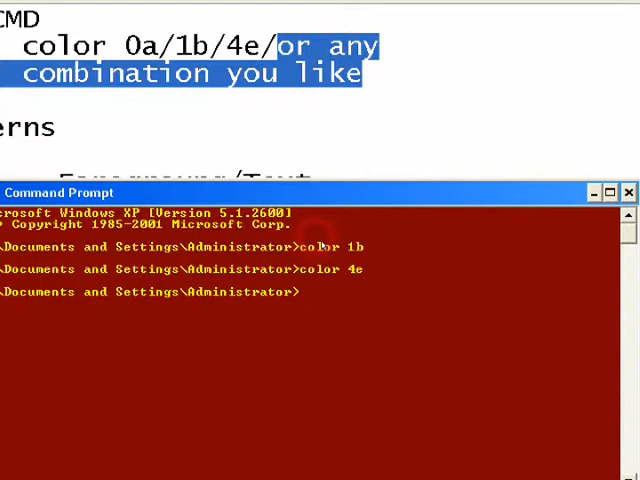 CMD
color 0a/1b/4e/or any
combination you like
erns
Command Prompt
crosoft Windows XP [Version 5.1.2600]
Copyright 1985-2001 Microsoft Corp.
\Documents and Settings\Administrator>color 1b
\Documents and Settings\Administrator>color 4e
\Documents and Settings\Administrator>